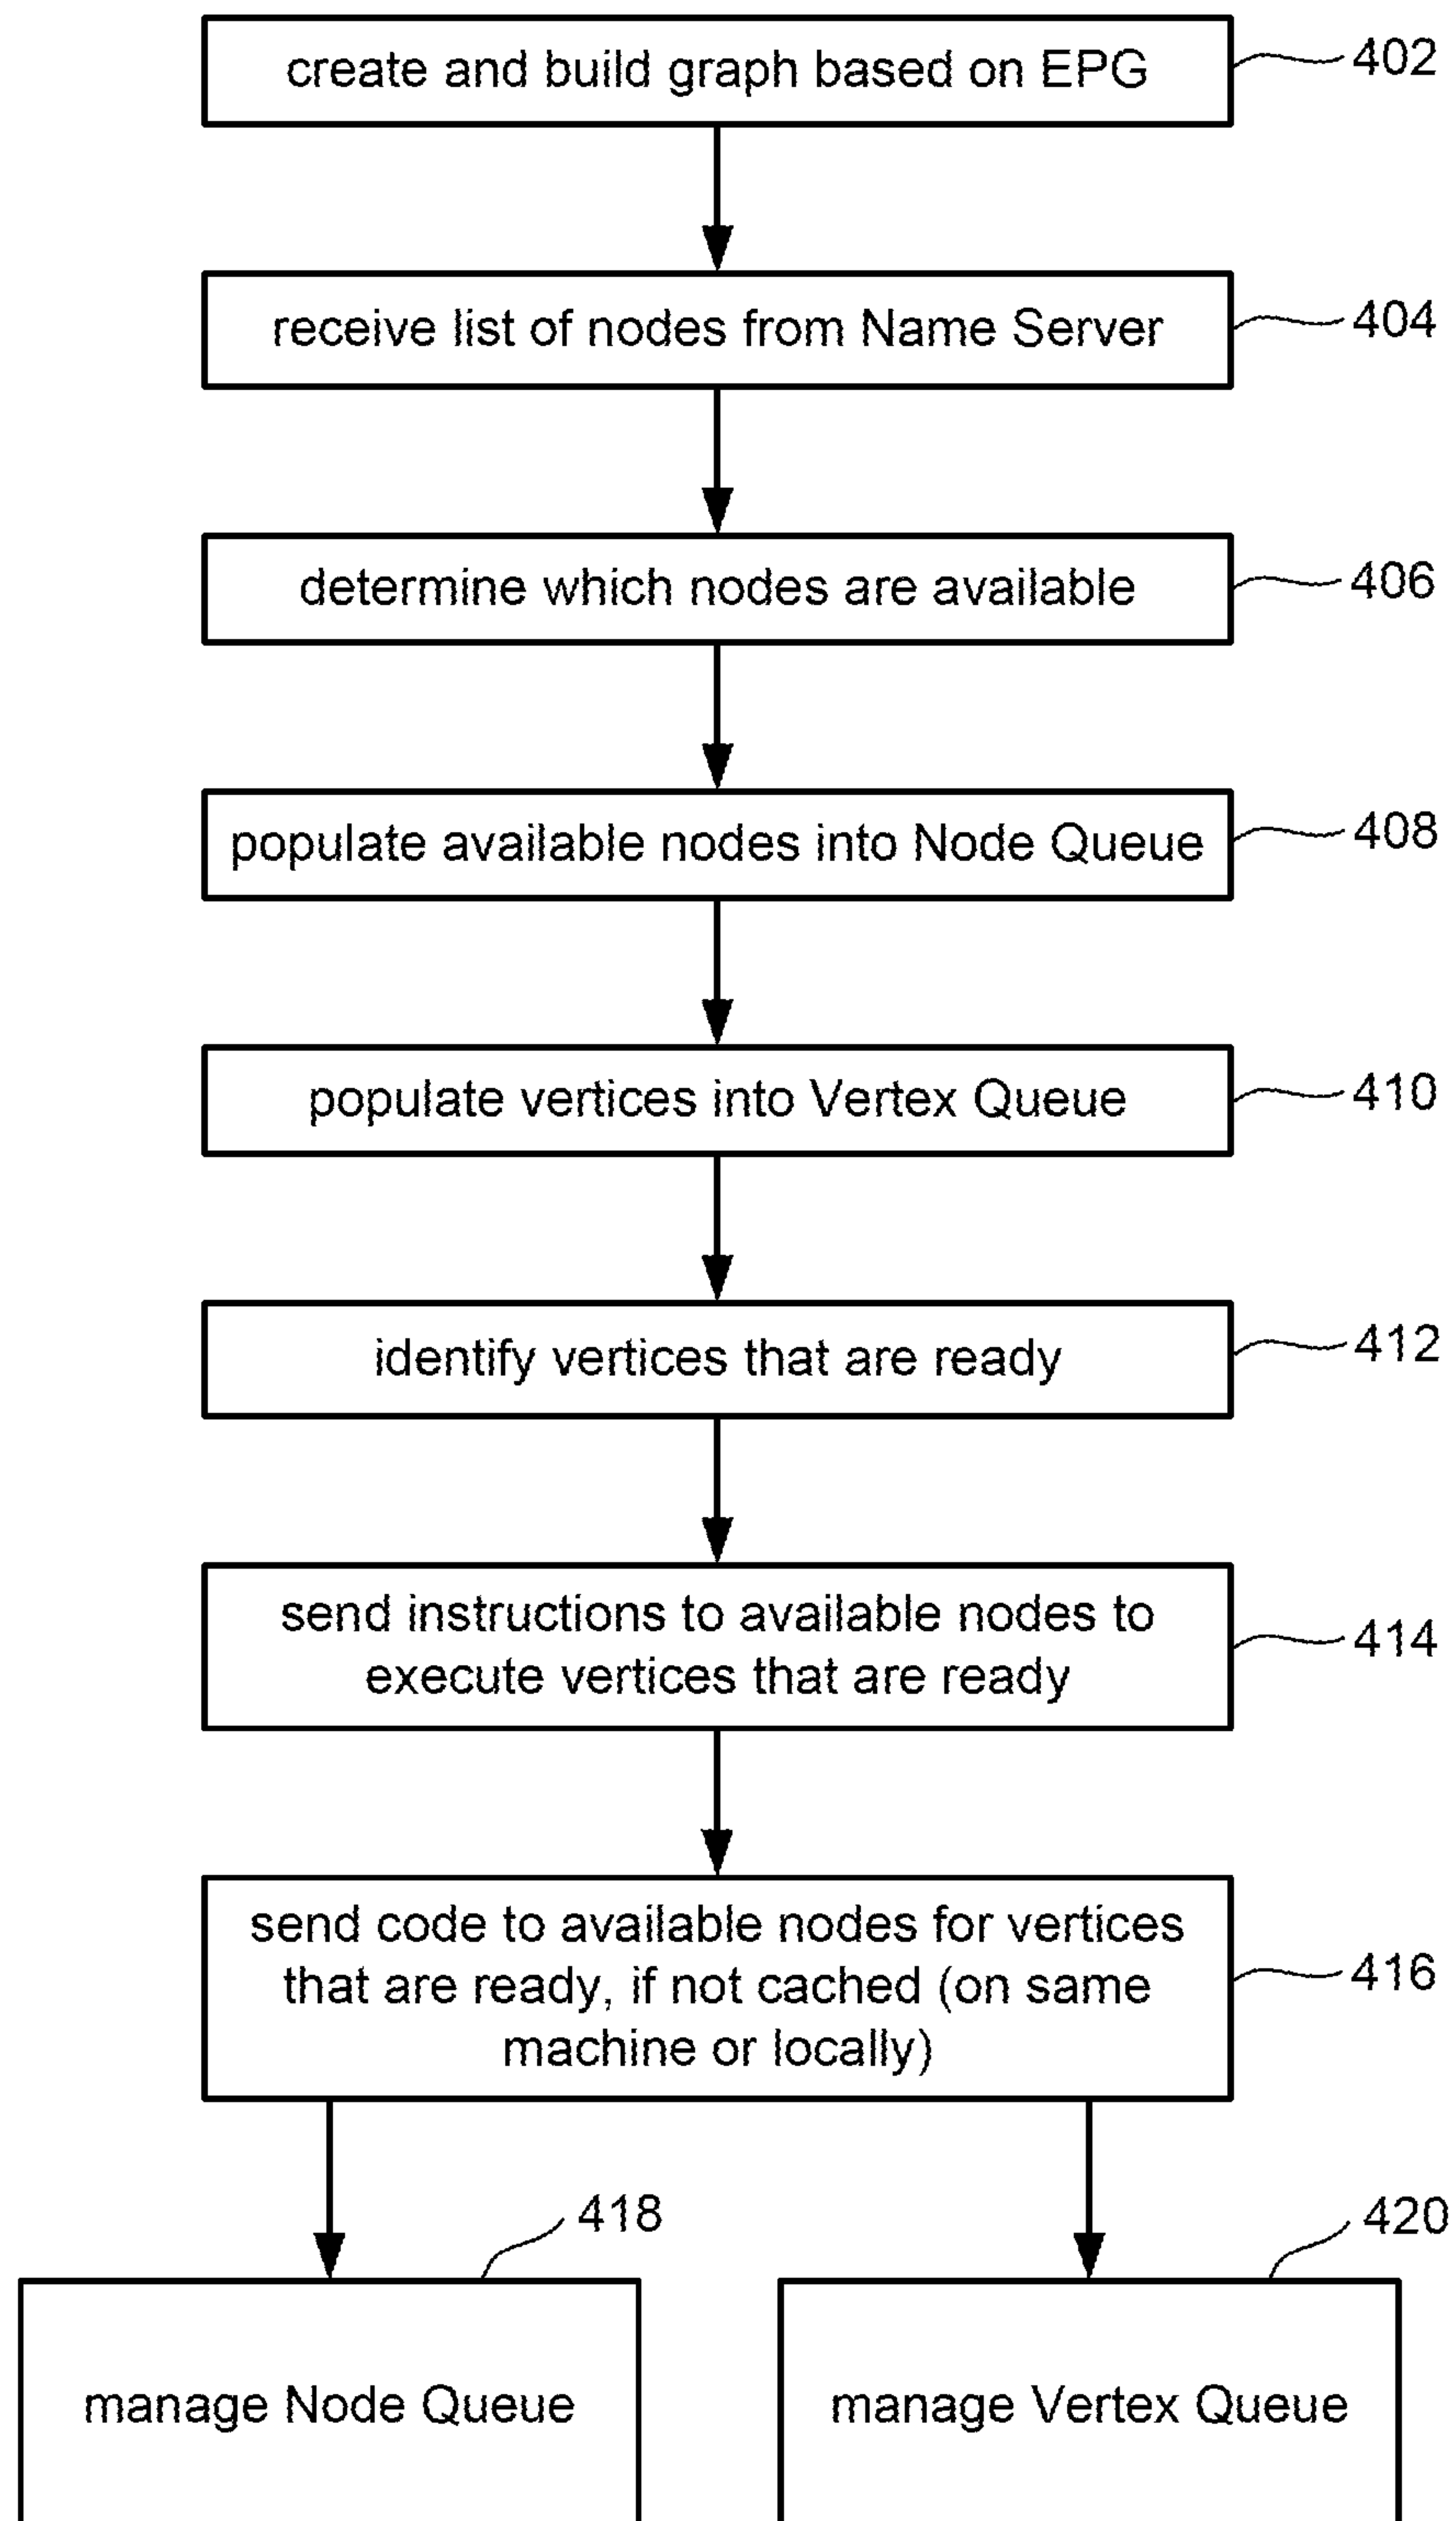 create and build graph based on EPG
402
receive list of nodes from Name Server
404
determine which nodes are available
406
populate available nodes into Node Queue
408
populate vertices into Vertex Queue
410
identify vertices that are ready
412
send instructions to available nodes to
execute vertices that are ready
414
send code to available nodes for vertices
that are ready, if not cached (on same
machine or locally)
416
418
manage Node Queue
420
manage Vertex Queue